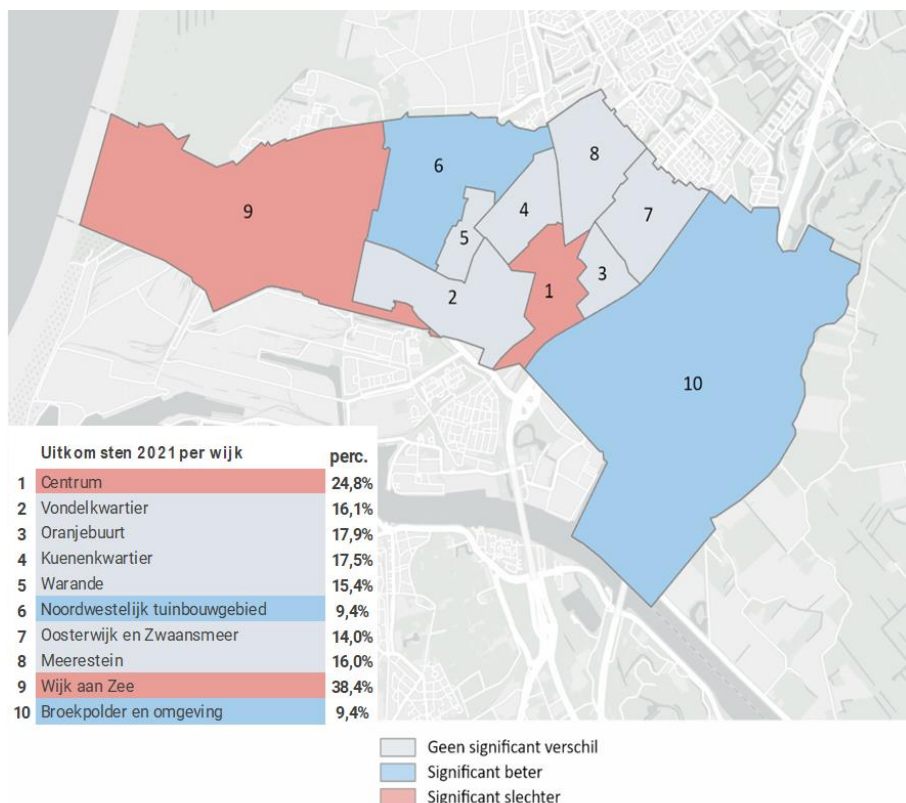 8
6
4
7
9
5
3
2
1
10
Uitkomsten 2021 per wijk perc.
1 Centrum 24,8%
2 Vondelkwartier 16,1%
3 Oranjebuurt 17,9%
4 Kuenenkwartier 17,5%
5 Warande 15,4%
6 Noordwestelijk tuinbouwgebied 9,4%
7 Oosterwijk en Zwaansmeer 14,0%
8 Meerestein 16,0%
9 Wijk aan Zee 38,4%
10 Broekpolder en omgeving 9,4%
Geen significant verschil
Significant beter
Significant slechter